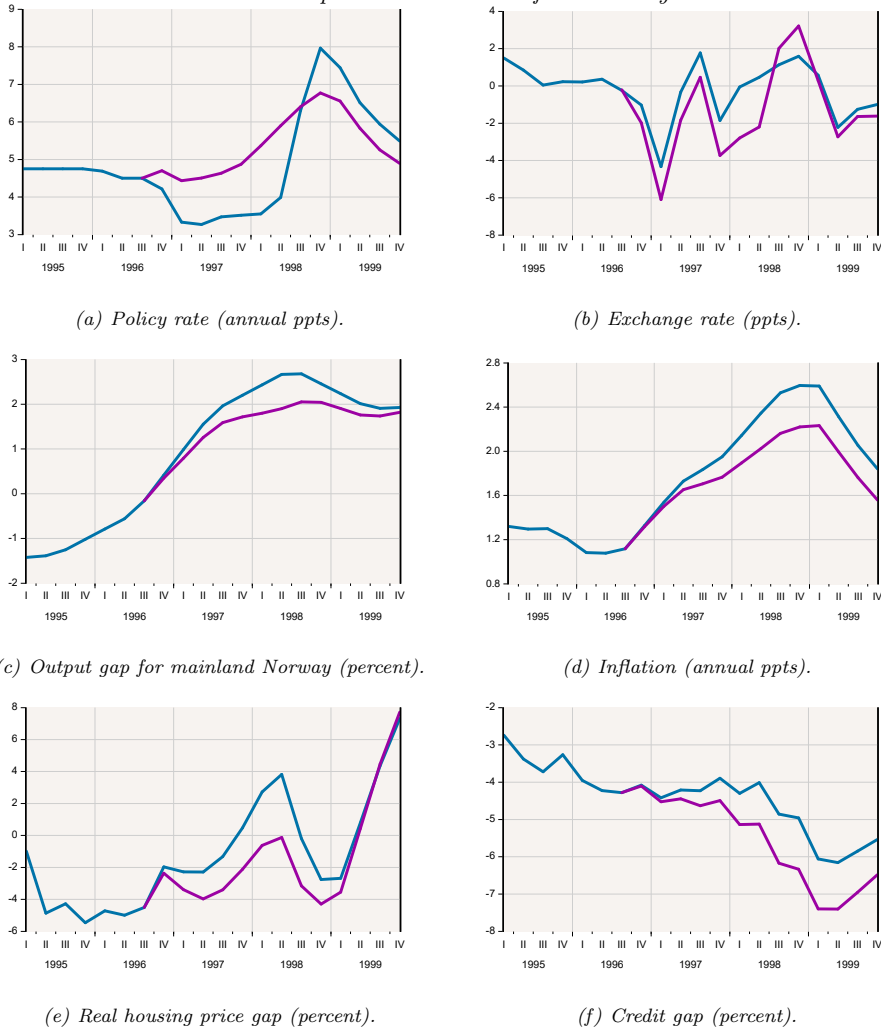 9
8
7
6
5
4
3
I II III IV I II III IV I II III IV I II III IV I II III IV
1995 1996 1997 1998 1999
(a) Policy rate (annual ppts).
4
2
0
-2
-4
-6
-8
I II III IV I II III IV I II III IV I II III IV I II III IV
1995 1996 1997 1998 1999
(b) Exchange rate (ppts).
3
2
1
0
-1
-2
I II III IV I II III IV I II III IV I II III IV I II III IV
1995 1996 1997 1998 1999
(c) Output gap for mainland Norway (percent).
2.8
2.4
2.0
1.6
1.2
0.8
I II III IV I II III IV I II III IV I II III IV I II III IV
1995 1996 1997 1998 1999
(d) Inflation (annual ppts).
8
6
4
2
0
-2
-4
-6
I II III IV I II III IV I II III IV I II III IV I II III IV
1995 1996 1997 1998 1999
(e) Real housing price gap (percent).
-2
-3
-4
-5
-6
-7
-8
I II III IV I II III IV I II III IV I II III IV I II III IV
1995 1996 1997 1998 1999
(f) Credit gap (percent).